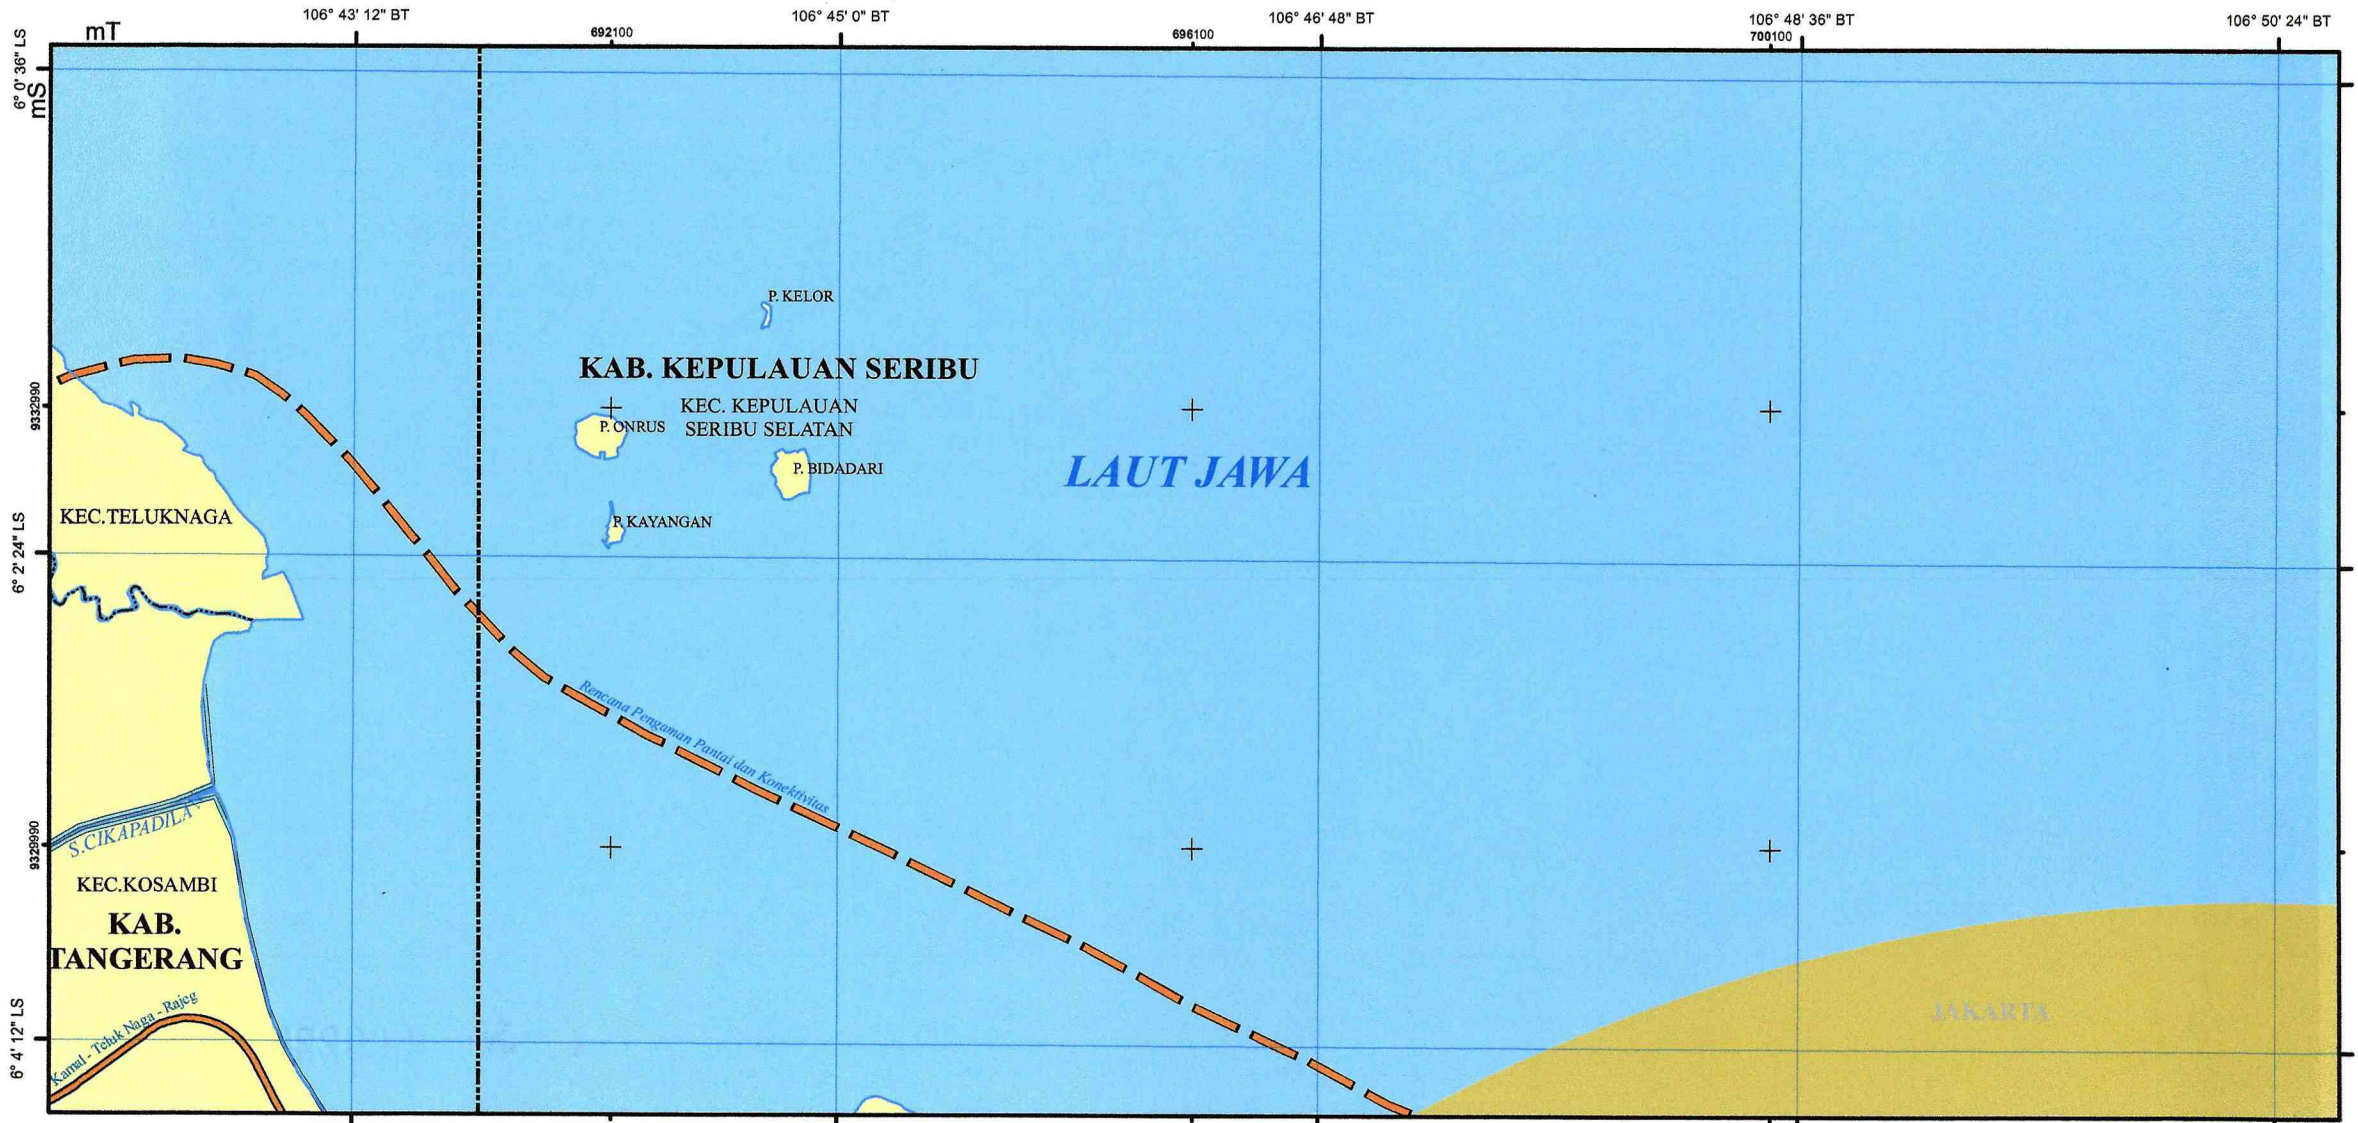 106° 43' 12" BT
106° 45' 0" BT
106° 46' 48" BT
106° 48' 36" BT
106° 50' 24" BT
mT
692100
696100
700100
6° 0' 36" LS
mS
P. KELOR
KAB. KEPULAUAN SERIBU
9332990
KEC. KEPULAUAN
SERIBU SELATAN
P. ONRUS
P. BIDADARI
LAUT JAWA
KEC.TELUKNAGA
P. KAYANGAN
6° 2' 24" LS
Rencana Pengaman Pantai dan Konektivitas
S.CIKAPADILAN
9329990
KEC.KOSAMBI
KAB.
TANGERANG
JAKARTA
Kamal - Teluk Naga - Rajeg
6° 4' 12" LS